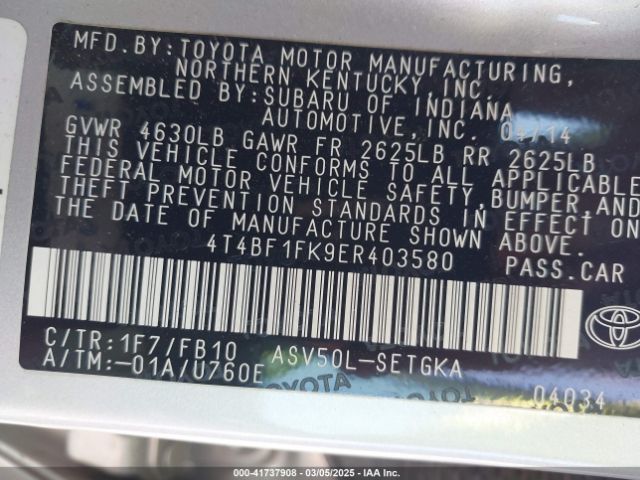 MFD.BY:TOYOTA MOTOR MANUFACTURING,
NORTHERN KENTUCKY, INC.
ASSEMBLED BY:SUBARU OF INDIANA
AUTOMOTIVE, INC. 04/14
GVWR 4630LB GAWR FR 2625LB RR 2625LB
THIS VEHICLE CONFORMS TO ALL APPLICABLE
FEDERAL MOTOR VEHICLE SAFETY,BUMPER,AND
THEFT PREVENTION STANDARDS IN EFFECT ON
THE DATE OF MANUFACTURE SHOWN ABOVE.
4T4BF1FK9ER403580 PASS.CAR
C/TR:1F7/FB10 ASV50L-SETGKA
A/TM:-01A/U760E
TOYOTA
04034
000-41737908 — 03/05/2025 — IAA Inc.